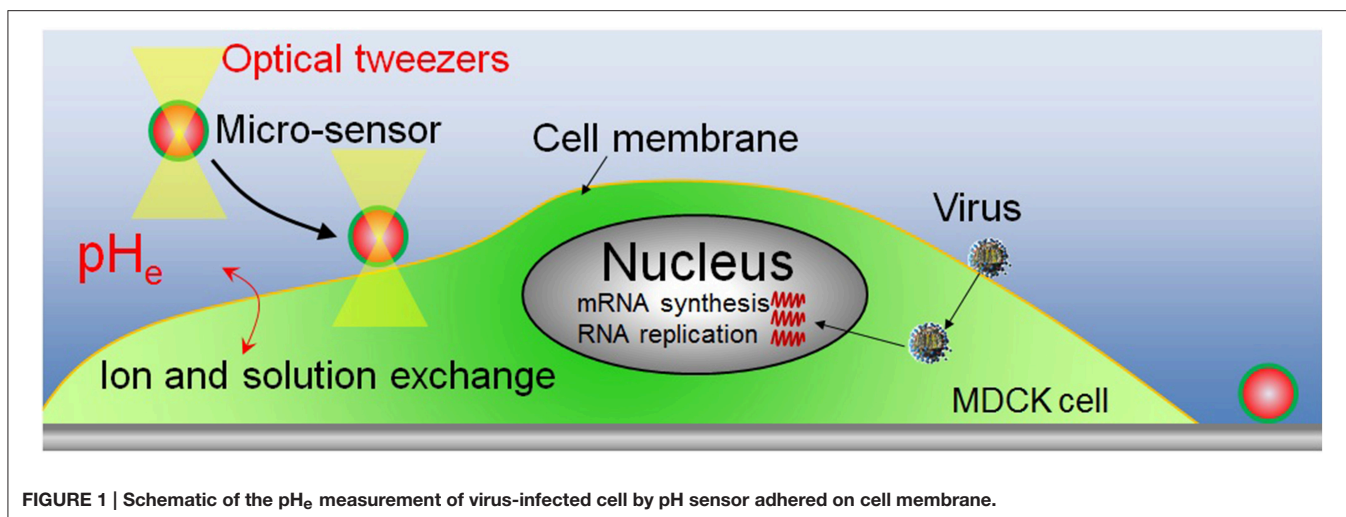 Optical tweezers
Micro-sensor
Cell membrane
Virus
pHe
Nucleus
mRNA synthesis
RNA replication
Ion and solution exchange
MDCK cell
FIGURE 1 | Schematic of the pHe measurement of virus-infected cell by pH sensor adhered on cell membrane.